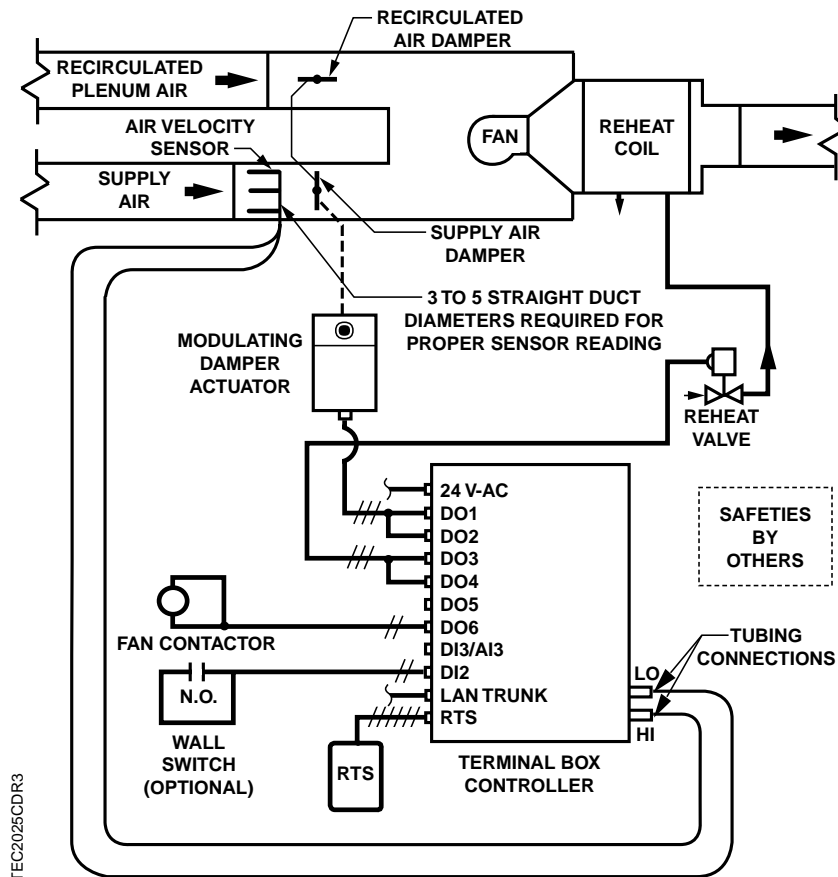 RECIRCULATED
AIR DAMPER
RECIRCULATED
PLENUM AIR
AIR VELOCITY
SENSOR
SUPPLY
AIR
FAN
REHEAT
COIL
SUPPLY AIR
DAMPER
3 TO 5 STRAIGHT DUCT
DIAMETERS REQUIRED FOR
PROPER SENSOR READING
MODULATING
DAMPER
ACTUATOR
REHEAT
VALVE
24 V-AC
DO1
DO2
DO3
DO4
DO5
DO6
DI3/AI3
DI2
LAN TRUNK
RTS
SAFETIES
BY
OTHERS
FAN CONTACTOR
N.O.
WALL
SWITCH
(OPTIONAL)
RTS
LO
HI
TUBING
CONNECTIONS
TERMINAL BOX
CONTROLLER
TEC2025CDR3